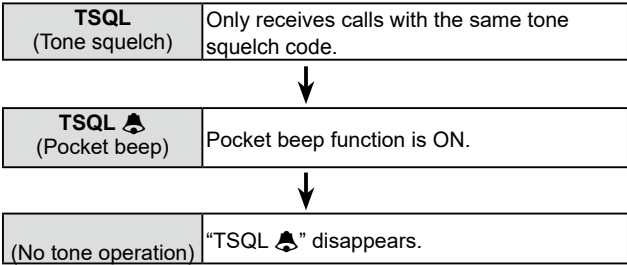 TSQL
(Tone squelch)
Only receives calls with the same tone
squelch code.
TSQL 🔔
(Pocket beep)
Pocket beep function is ON.
(No tone operation)
“TSQL 🔔” disappears.